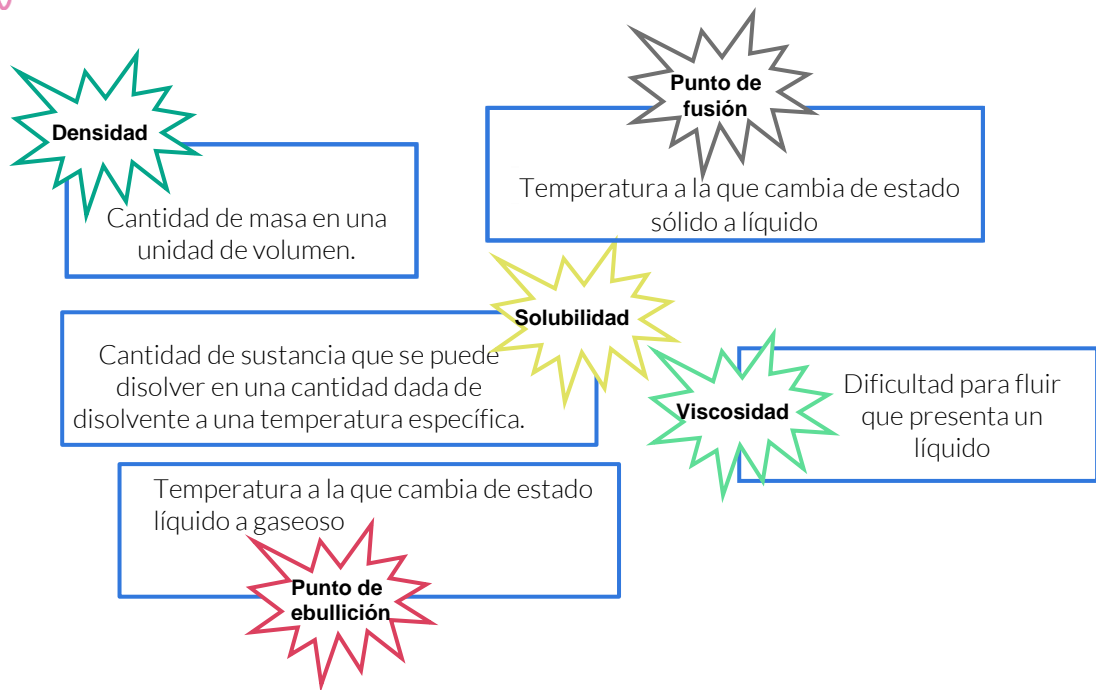 Densidad
Cantidad de masa en una
unidad de volumen.
Punto de
fusión
Temperatura a la que cambia de estado
sólido a líquido
Solubilidad
Cantidad de sustancia que se puede
disolver en una cantidad dada de
disolvente a una temperatura específica.
Viscosidad
Dificultad para fluir
que presenta un
líquido
Temperatura a la que cambia de estado
líquido a gaseoso
Punto de
ebullición